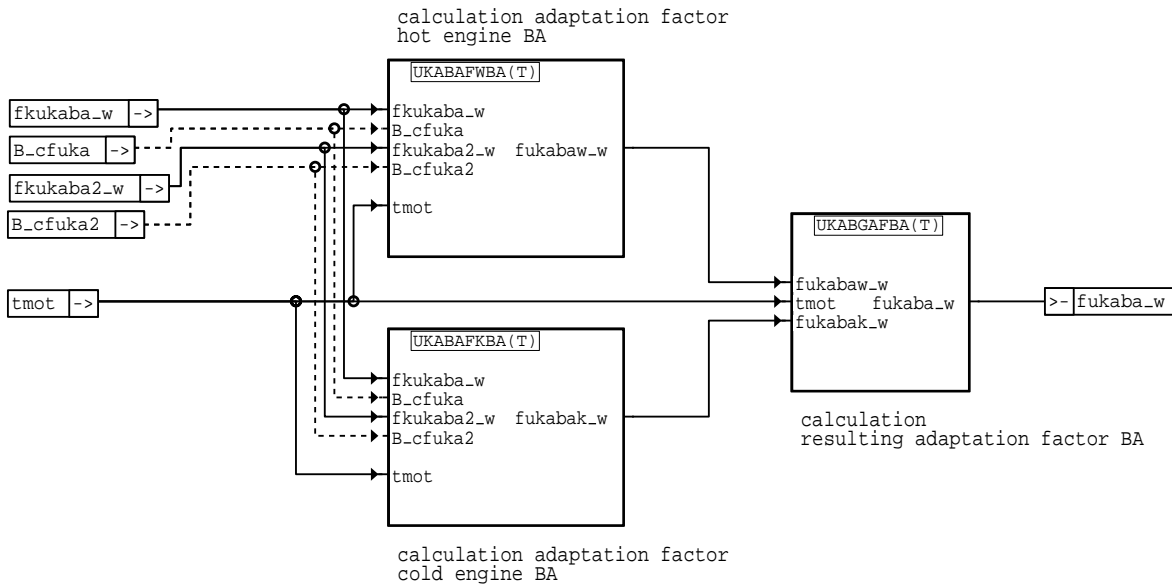 calculation adaptation factor
hot engine BA
UKABAFWBA(T)
fkukaba_w ->
B_cfuka ->
fkukaba2_w ->
B_cfuka2 ->
fkukaba_w
B_cfuka
fkukaba2_w fukabaw_w
B_cfuka2
tmot
tmot ->
UKABGAFBA(T)
fukabaw_w
tmot fukaba_w
fukabak_w
>- fukaba_w
UKABAFKBA(T)
fkukaba_w
B_cfuka
fkukaba2_w fukabak_w
B_cfuka2
tmot
calculation
resulting adaptation factor BA
calculation adaptation factor
cold engine BA